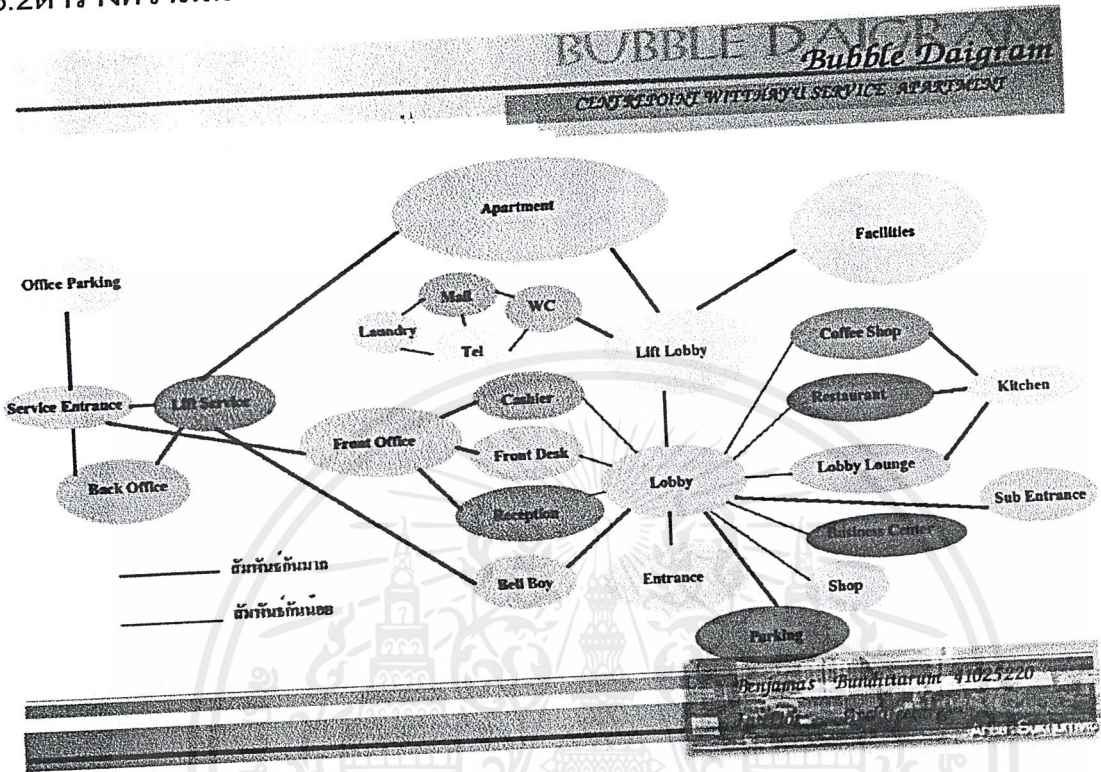 BUBBLE DAIGRAM
Bubble Daigram
CENTREPOINT WITTHAYU SERVICE APARTMENT
Apartment
Facilities
Office Parking
Mail
WC
Laundry
Tel
Lift Lobby
Coffee Shop
Kitchen
Service Entrance
Lift Service
Cashier
Restaurant
Front Office
Front Desk
Lobby
Lobby Lounge
Back Office
Reception
Sub Entrance
Business Center
สัมพันธ์กันมาก
Bell Boy
Entrance
Shop
สัมพันธ์กันน้อย
Parking
Benjamas Bundittarum 41025220